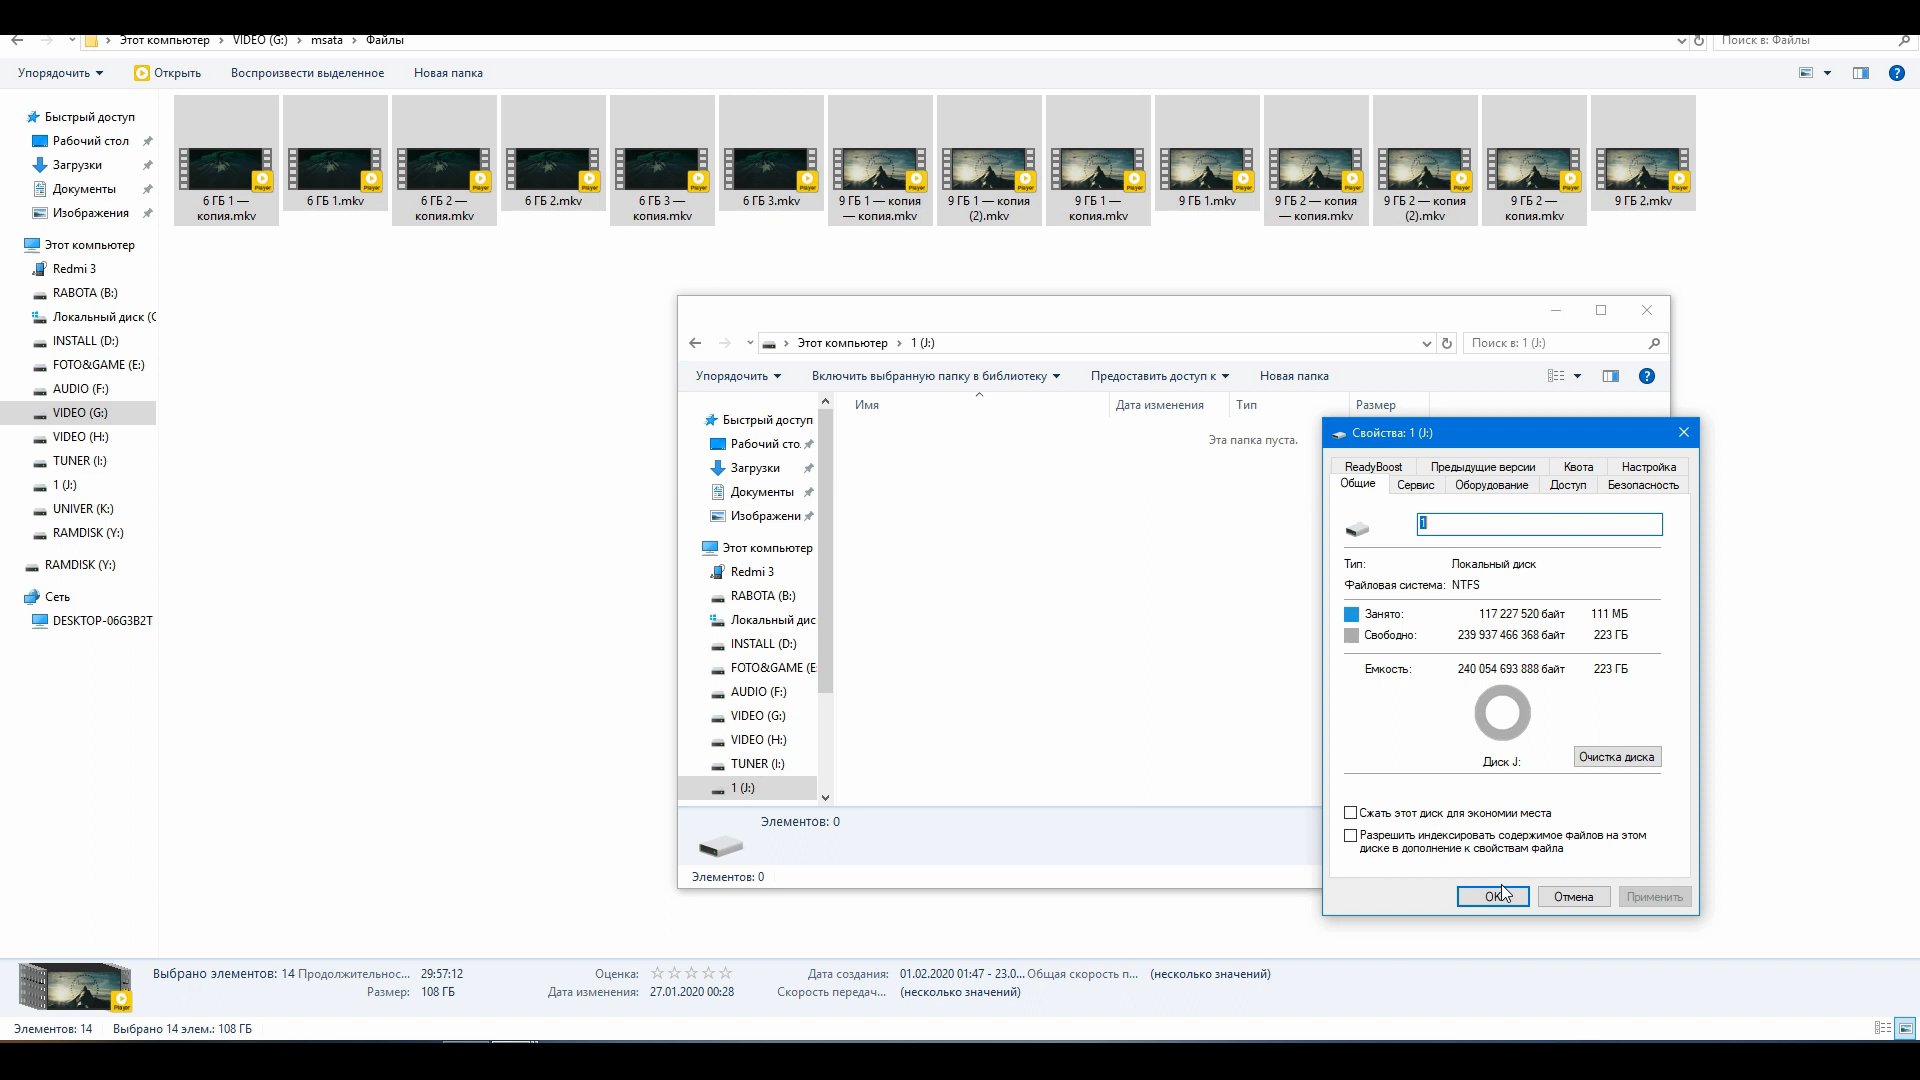 Этот компьютер › VIDEO (G:) › msata › Файлы
Поиск в: Файлы
Упорядочить Открыть Воспроизвести выделенное Новая папка
Быстрый доступ
Рабочий стол
Загрузки
Документы
Изображения
Этот компьютер
Redmi 3
RABOTA (B:)
Локальный диск (C
INSTALL (D:)
FOTO&GAME (E:)
AUDIO (F:)
VIDEO (G:)
VIDEO (H:)
TUNER (I:)
1 (J:)
UNIVER (K:)
RAMDISK (Y:)
RAMDISK (Y:)
Сеть
DESKTOP-06G3B2T
6 ГБ 1 —
копия.mkv
6 ГБ 1.mkv
6 ГБ 2 —
копия.mkv
6 ГБ 2.mkv
6 ГБ 3 —
копия.mkv
6 ГБ 3.mkv
9 ГБ 1 — копия
— копия.mkv
9 ГБ 1 — копия
(2).mkv
9 ГБ 1 —
копия.mkv
9 ГБ 1.mkv
9 ГБ 2 — копия
— копия.mkv
9 ГБ 2 — копия
(2).mkv
9 ГБ 2 —
копия.mkv
9 ГБ 2.mkv
Этот компьютер › 1 (J:)
Поиск в: 1 (J:)
Упорядочить Включить выбранную папку в библиотеку Предоставить доступ к Новая папка
Имя Дата изменения Тип Размер
Эта папка пуста.
Быстрый доступ
Рабочий сто.
Загрузки
Документы
Изображени
Этот компьютер
Redmi 3
RABOTA (B:)
Локальный дис
INSTALL (D:)
FOTO&GAME (E:
AUDIO (F:)
VIDEO (G:)
VIDEO (H:)
TUNER (I:)
1 (J:)
Элементов: 0
Элементов: 0
Свойства: 1 (J:)
ReadyBoost Предыдущие версии Квота Настройка
Общие Сервис Оборудование Доступ Безопасность
1
Тип: Локальный диск
Файловая система: NTFS
Занято: 117 227 520 байт 111 МБ
Свободно: 239 937 466 368 байт 223 ГБ
Емкость: 240 054 693 888 байт 223 ГБ
Диск J:
Очистка диска
Сжать этот диск для экономии места
Разрешить индексировать содержимое файлов на этом
диске в дополнение к свойствам файла
OK Отмена Применить
Выбрано элементов: 14 Продолжительнос... 29:57:12 Оценка: Дата создания: 01.02.2020 01:47 - 23.0... Общая скорость п... (несколько значений)
Размер: 108 ГБ Дата изменения: 27.01.2020 00:28 Скорость передач... (несколько значений)
Элементов: 14 Выбрано 14 элем.: 108 ГБ